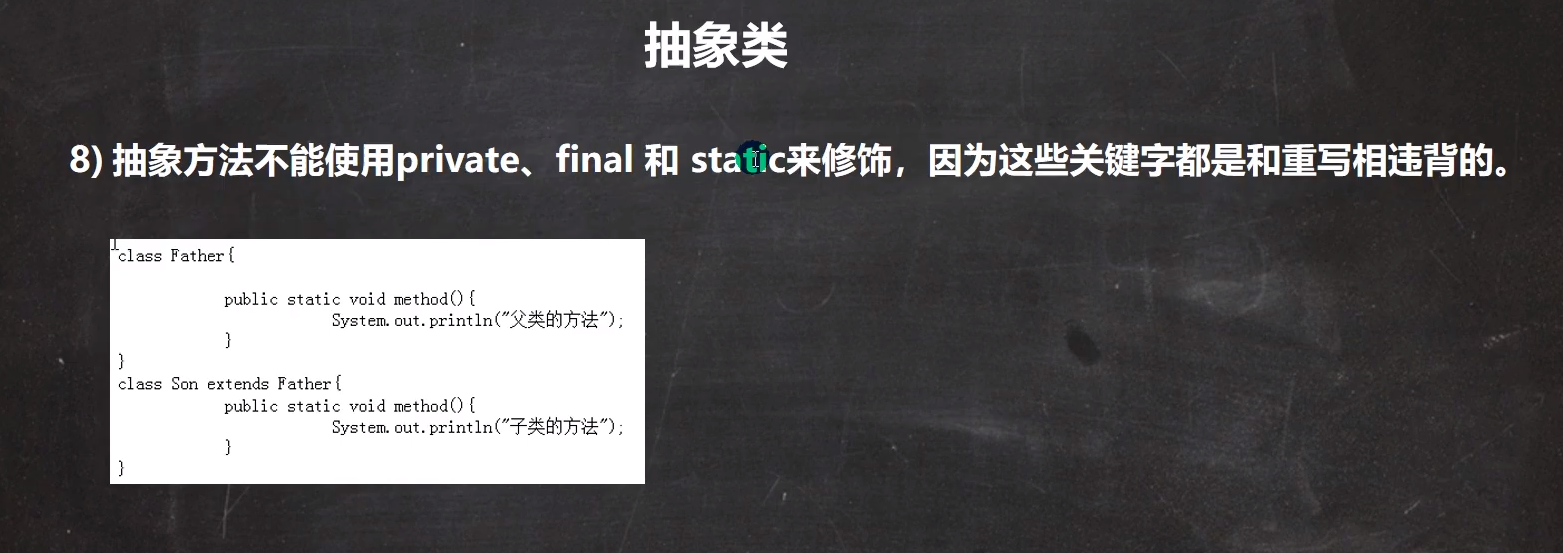 抽象类
8) 抽象方法不能使用private、final 和 static来修饰，因为这些关键字都是和重写相违背的。
class Father{
public static void method(){
System.out.println("父类的方法");
}
}
class Son extends Father{
public static void method(){
System.out.println("子类的方法");
}
}